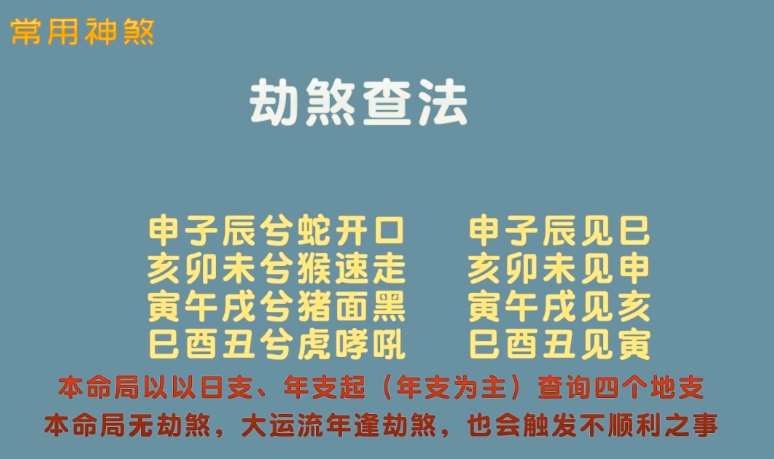 常用神煞
劫煞查法
申子辰兮蛇开口 申子辰见巳
亥卯未兮猴速走 亥卯未见申
寅午戌兮猪面黑 寅午戌见亥
巳酉丑兮虎哮吼 巳酉丑见寅
本命局以以日支、年支起（年支为主）查询四个地支
本命局无劫煞，大运流年逢劫煞，也会触发不顺利之事